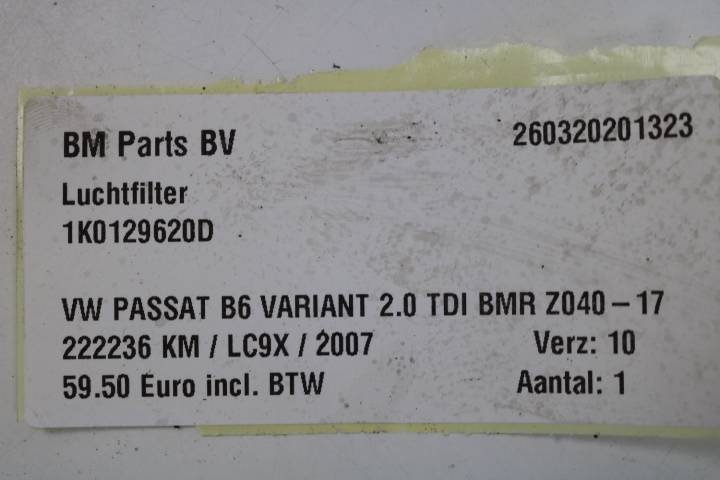 BM Parts BV 260320201323
Luchtfilter
1K0129620D
VW PASSAT B6 VARIANT 2.0 TDI BMR Z040-17
222236 KM / LC9X / 2007 Verz: 10
59.50 Euro incl. BTW Aantal: 1